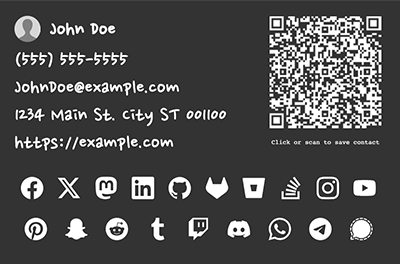 John Doe
(555) 555-5555
JohnDoe@example.com
1234 Main St. city ST 001100
https://example.com
Click or scan to save contact